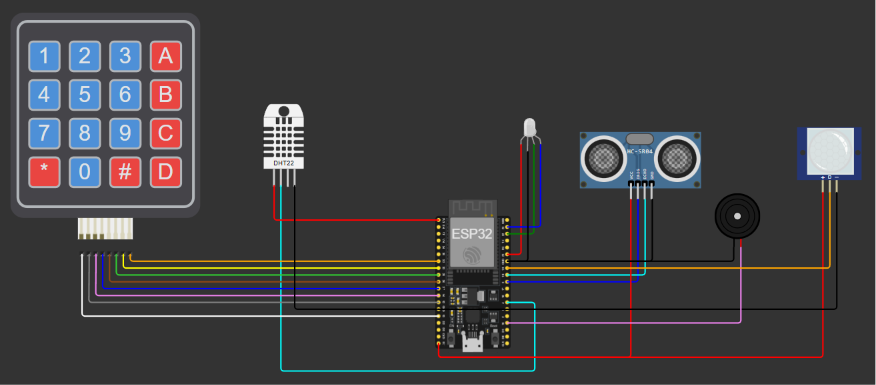 1 2 3 A
4 5 6 B
7 8 9 C
* 0 # D
DHT22
HC-SR04
ESP32